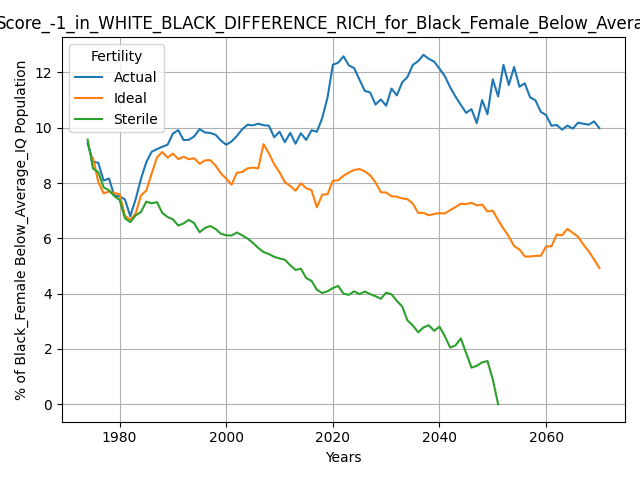 Score_-1_in_WHITE_BLACK_DIFFERENCE_RICH_for_Black_Female_Below_Avera
Fertility
Actual
Ideal
Sterile
% of Black_Female Below_Average_IQ Population
12
10
8
6
4
2
0
1980 2000 2020 2040 2060
Years